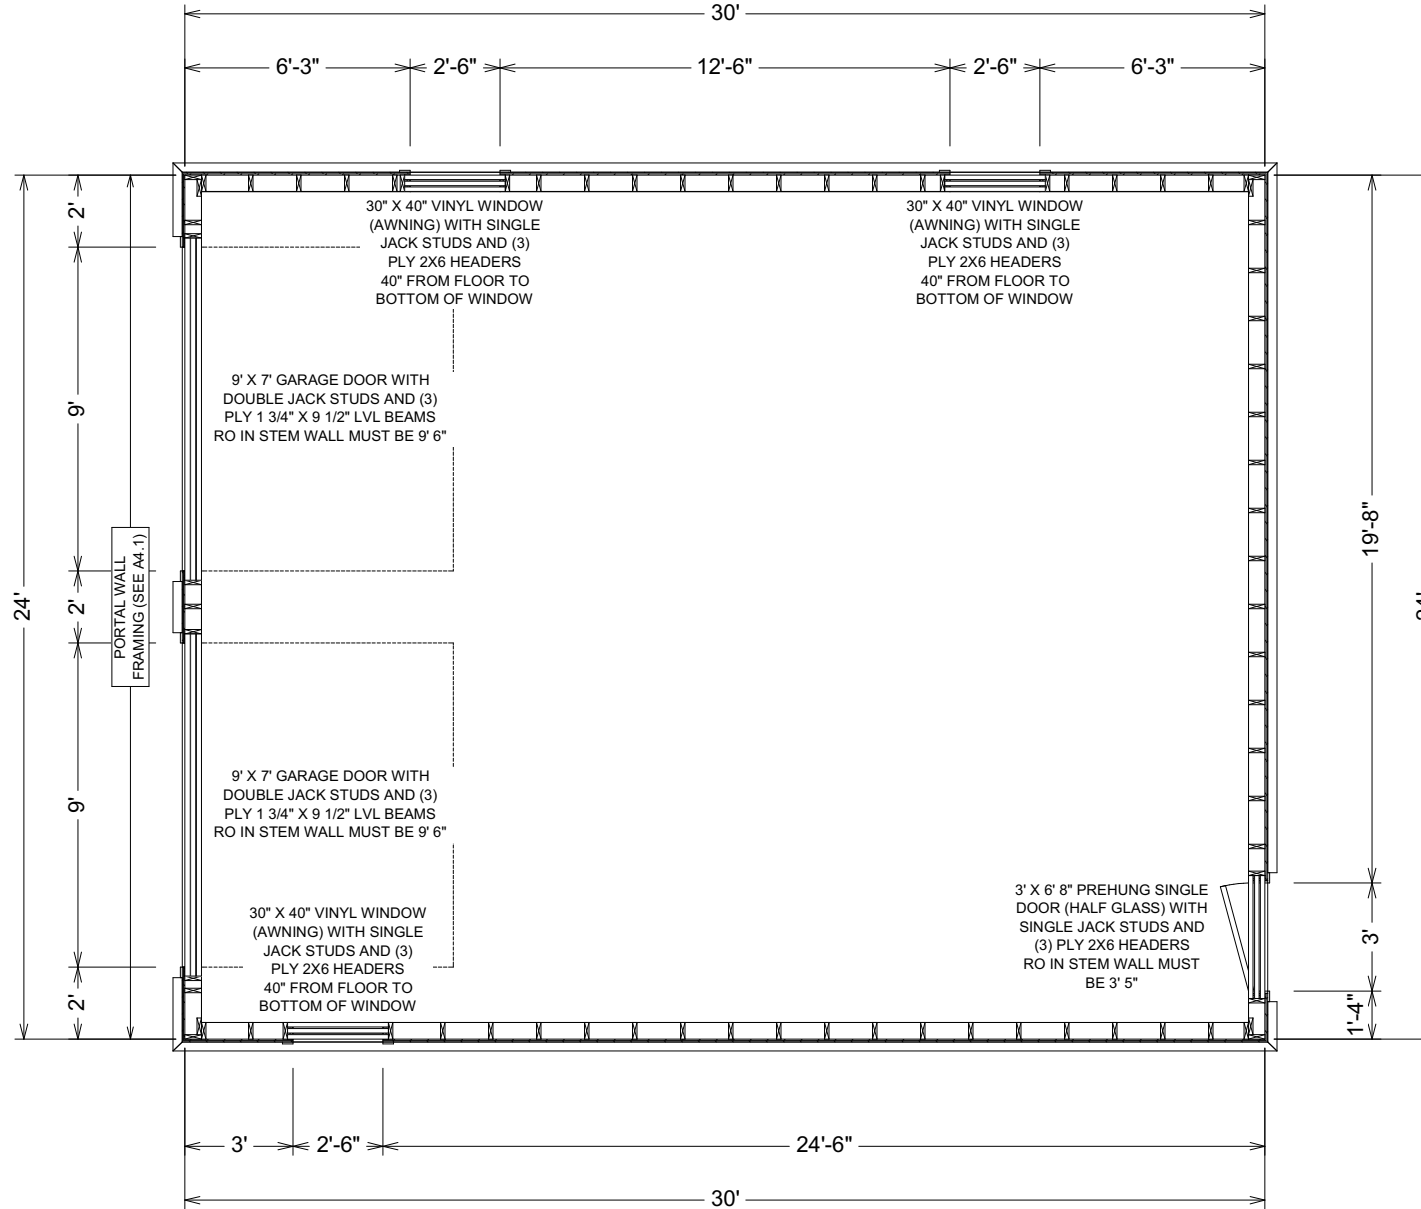 30'
6'-3"
2'-6"
12'-6"
2'-6"
6'-3"
30" X 40" VINYL WINDOW
(AWNING) WITH SINGLE
JACK STUDS AND (3)
PLY 2X6 HEADERS
40" FROM FLOOR TO
BOTTOM OF WINDOW
30" X 40" VINYL WINDOW
(AWNING) WITH SINGLE
JACK STUDS AND (3)
PLY 2X6 HEADERS
40" FROM FLOOR TO
BOTTOM OF WINDOW
2'
9'
2'
9'
2'
24'
PORTAL WALL
FRAMING (SEE A4.1)
9' X 7' GARAGE DOOR WITH
DOUBLE JACK STUDS AND (3)
PLY 1 3/4" X 9 1/2" LVL BEAMS
RO IN STEM WALL MUST BE 9' 6"
9' X 7' GARAGE DOOR WITH
DOUBLE JACK STUDS AND (3)
PLY 1 3/4" X 9 1/2" LVL BEAMS
RO IN STEM WALL MUST BE 9' 6"
30" X 40" VINYL WINDOW
(AWNING) WITH SINGLE
JACK STUDS AND (3)
PLY 2X6 HEADERS
40" FROM FLOOR TO
BOTTOM OF WINDOW
3' X 6' 8" PREHUNG SINGLE
DOOR (HALF GLASS) WITH
SINGLE JACK STUDS AND
(3) PLY 2X6 HEADERS
RO IN STEM WALL MUST
BE 3' 5"
19'-8"
3'
1'-4"
3'
2'-6"
24'-6"
30'